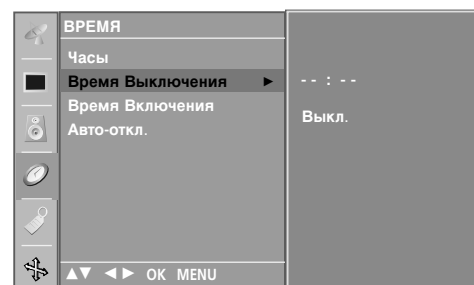 ВРЕМЯ
Часы
Время Выключения ►
- - : - -
Время Включения
Выкл.
Авто-откл.
▲▼ ◄► OK MENU